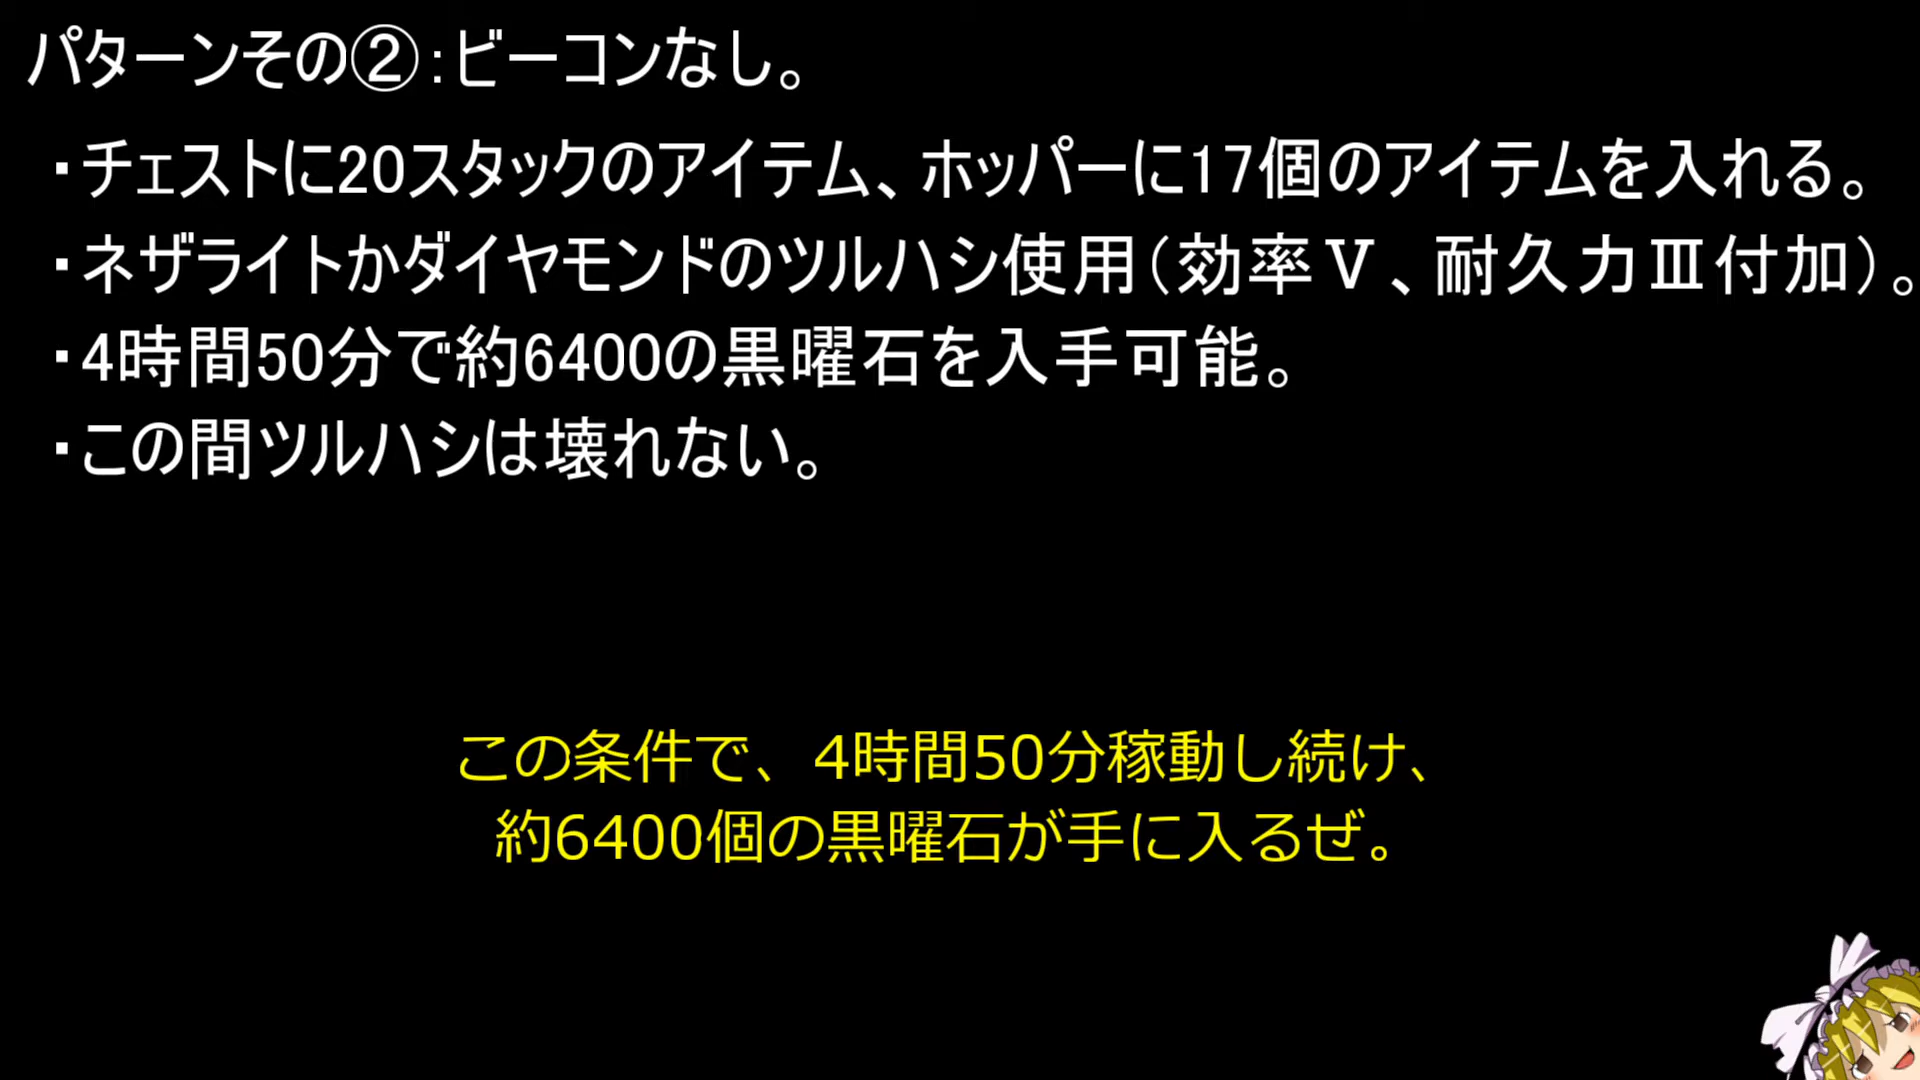 パターンその②：ビーコンなし。
・チェストに20スタックのアイテム、ホッパーに17個のアイテムを入れる。
・ネザライトかダイヤモンドのツルハシ使用（効率Ⅴ、耐久力Ⅲ付加）。
・4時間50分で約6400の黒曜石を入手可能。
・この間ツルハシは壊れない。
この条件で、4時間50分稼動し続け、
約6400個の黒曜石が手に入るぜ。